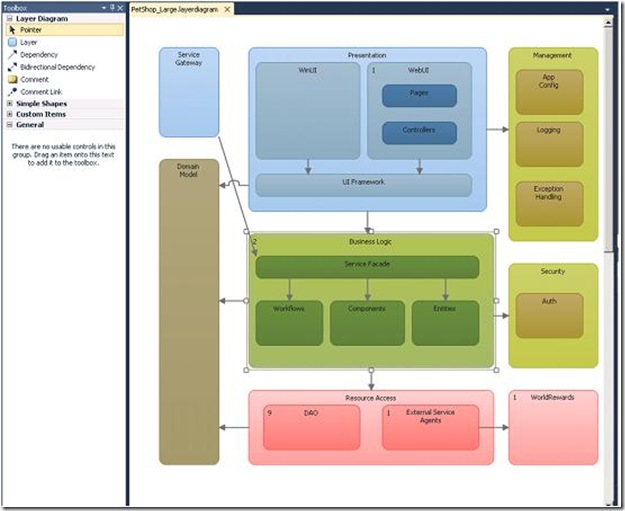 Toolbox
Layer Diagram
Pointer
Layer
Dependency
Bidirectional Dependency
Comment
Comment Link
Simple Shapes
Custom Items
General
There are no usable controls in this
group. Drag an item onto this text
to add it to the toolbox.
PetShop_Large.layerdiagram
Service
Gateway
Presentation
WinUI
1
WebUI
Pages
Controllers
UI Framework
Management
App
Config
Logging
Exception
Handling
Domain
Model
2
Business Logic
Service Facade
Workflows
Components
Entities
Security
Auth
Resource Access
9
DAO
1
External Service
Agents
1
WorldRewards